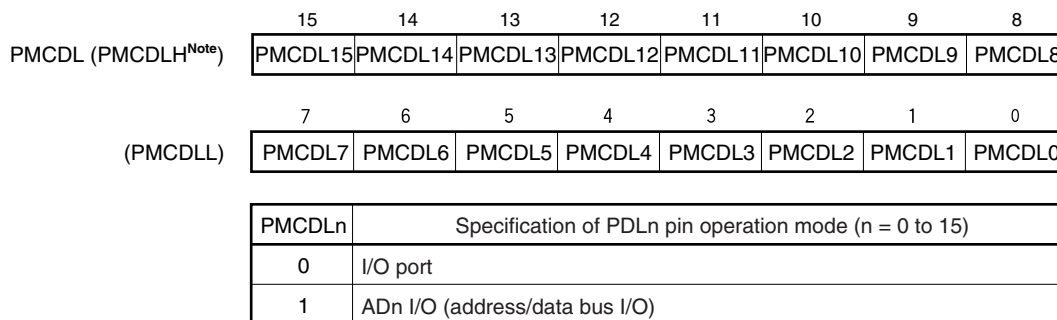 15 14 13 12 11 10 9 8
PMCDL (PMCDLH^Note) PMCDL15 PMCDL14 PMCDL13 PMCDL12 PMCDL11 PMCDL10 PMCDL9 PMCDL8
7 6 5 4 3 2 1 0
(PMCDLL) PMCDL7 PMCDL6 PMCDL5 PMCDL4 PMCDL3 PMCDL2 PMCDL1 PMCDL0
PMCDLn Specification of PDLn pin operation mode (n = 0 to 15)
0 I/O port
1 ADn I/O (address/data bus I/O)